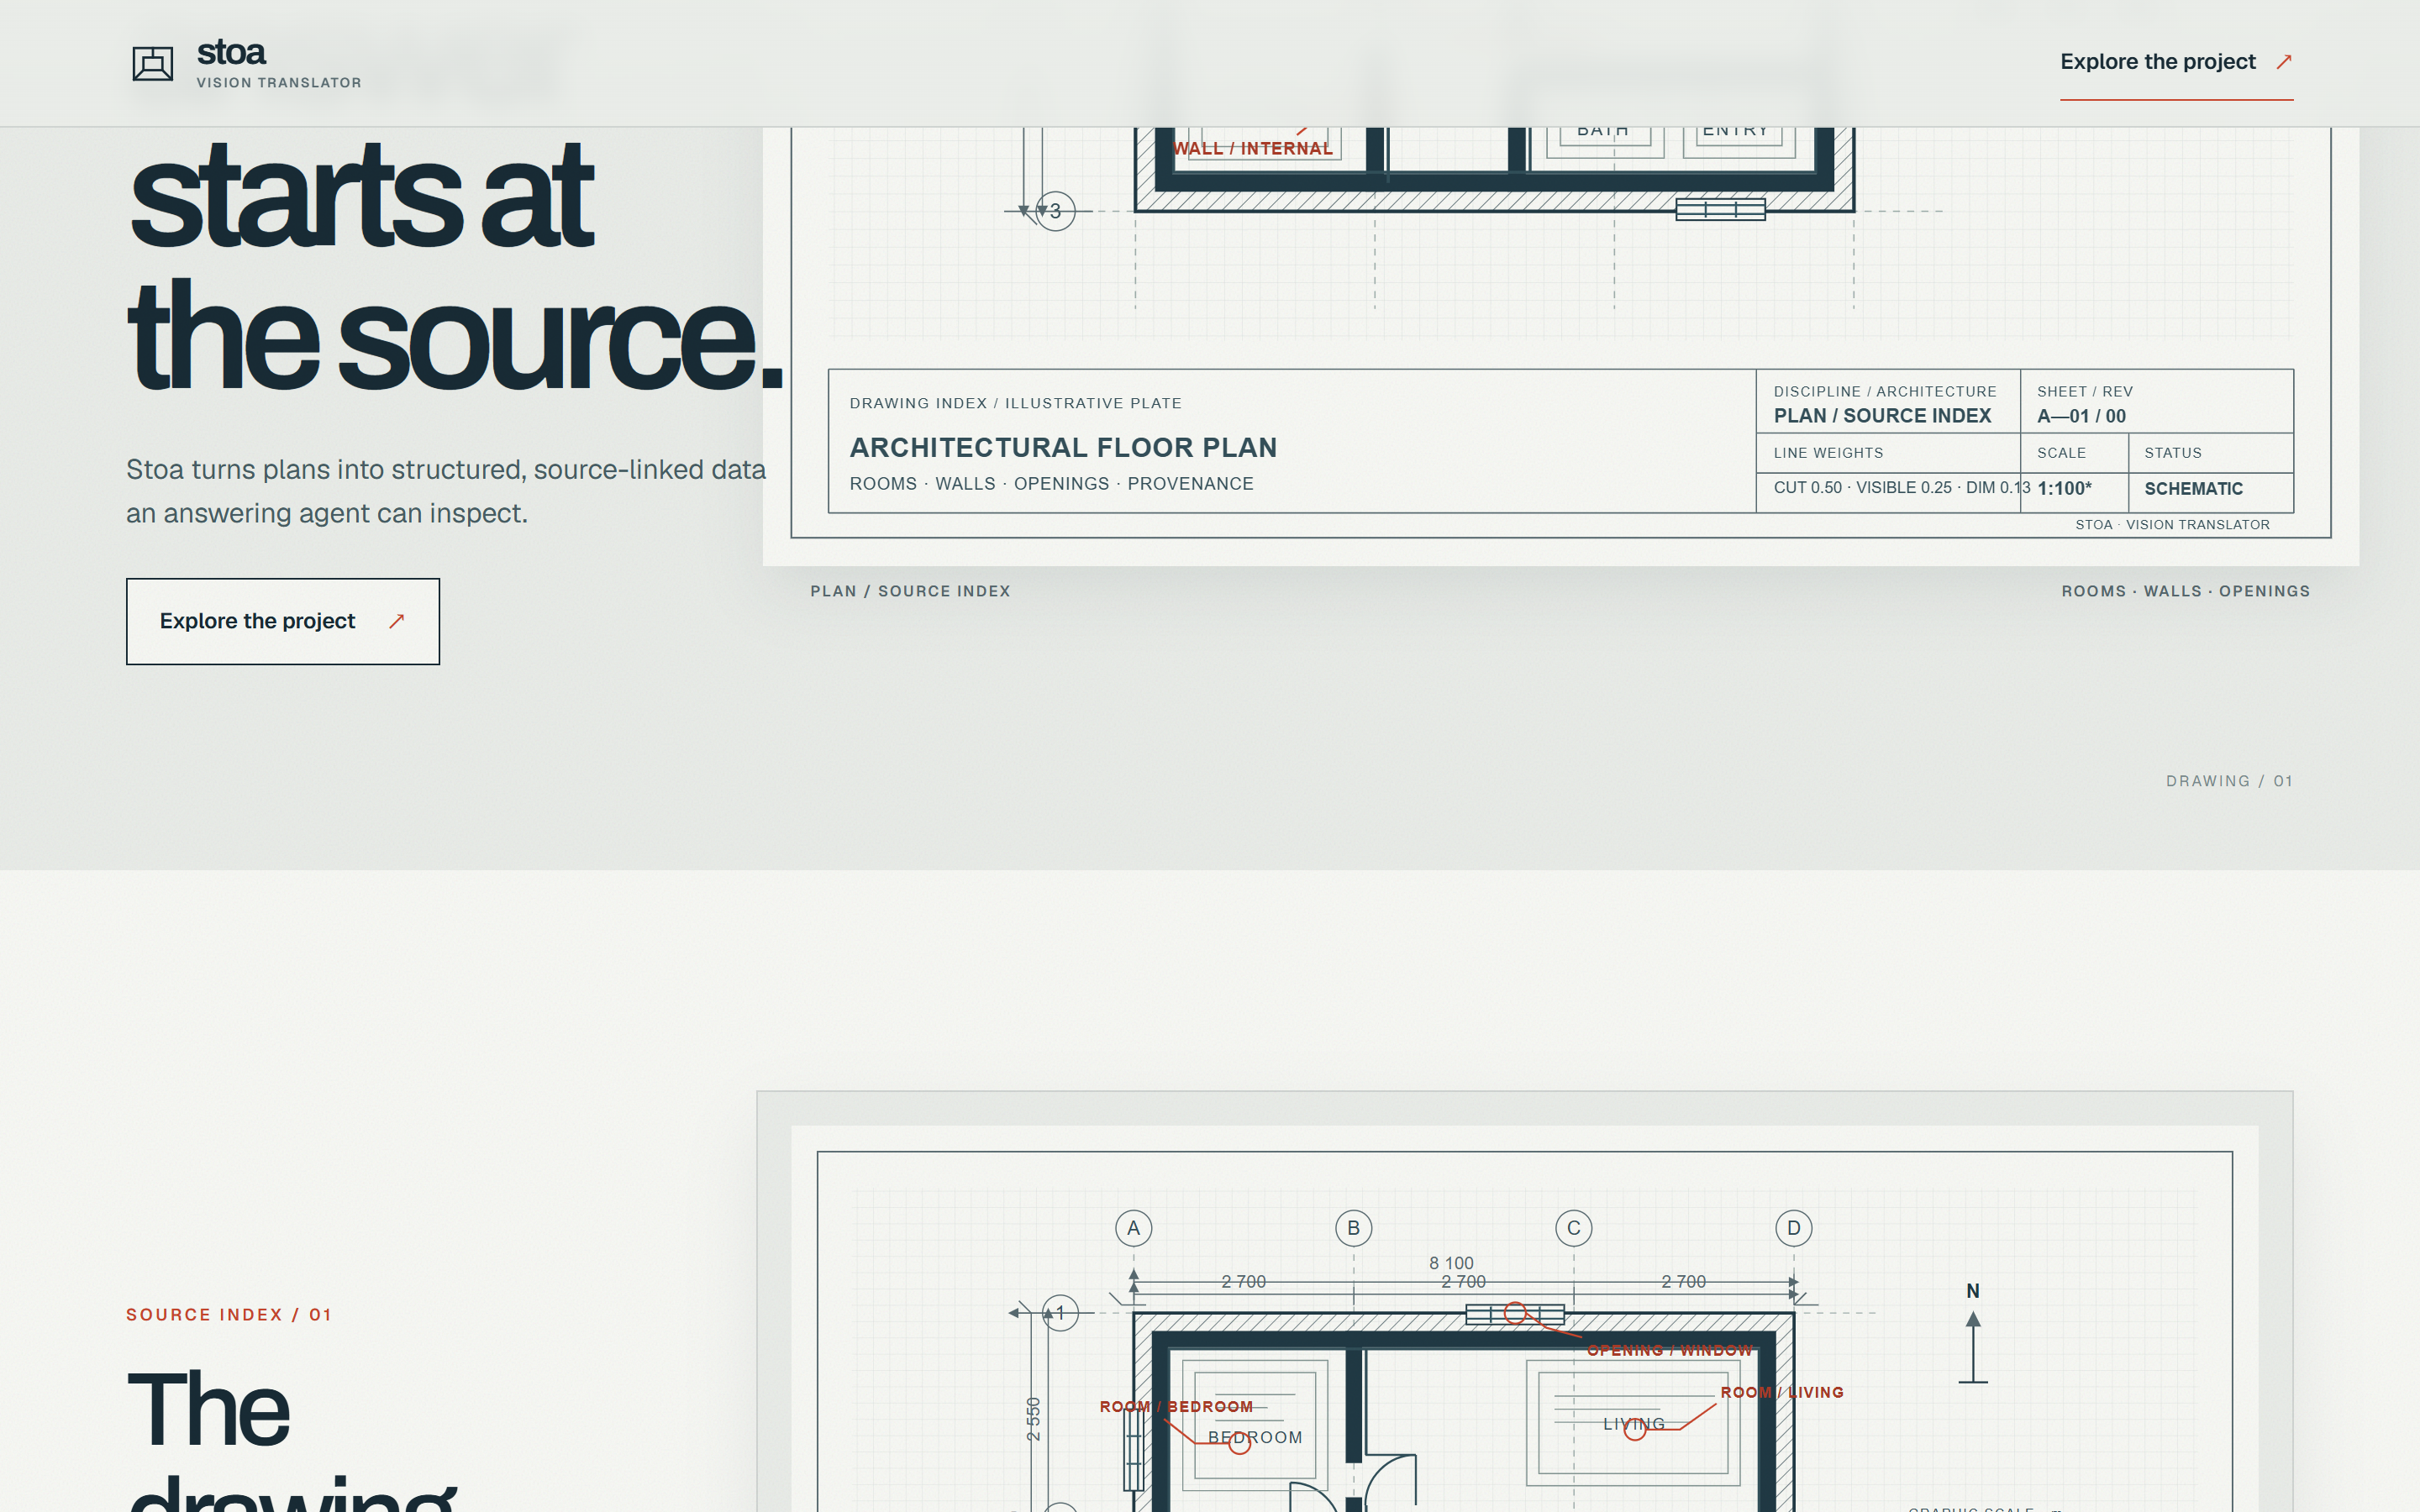 stoa
VISION TRANSLATOR
Explore the project ↗
starts at
the source.
Stoa turns plans into structured, source-linked data
an answering agent can inspect.
Explore the project ↗
WALL / INTERNAL
BATH
ENTRY
3
DRAWING INDEX / ILLUSTRATIVE PLATE
ARCHITECTURAL FLOOR PLAN
ROOMS · WALLS · OPENINGS · PROVENANCE
DISCIPLINE / ARCHITECTURE
PLAN / SOURCE INDEX
SHEET / REV
A—01 / 00
LINE WEIGHTS
CUT 0.50 · VISIBLE 0.25 · DIM 0.13
SCALE
1:100*
STATUS
SCHEMATIC
STOA · VISION TRANSLATOR
PLAN / SOURCE INDEX
ROOMS · WALLS · OPENINGS
DRAWING / 01
SOURCE INDEX / 01
The
drawing
A
B
C
D
8 100
2 700
2 700
2 700
1
N
OPENING / WINDOW
ROOM / LIVING
ROOM / BEDROOM
LIVING
BEDROOM
2 550